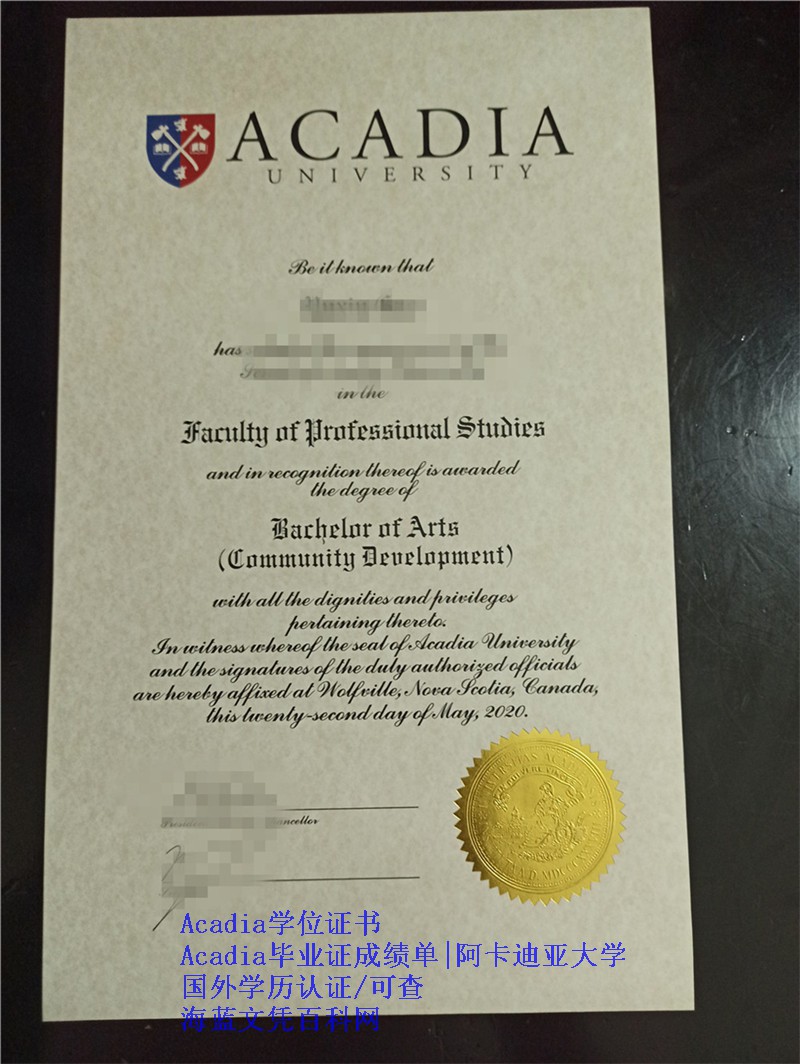 ACADIA
UNIVERSITY
Be it known that
has
in the
Faculty of Professional Studies
and in recognition thereof is awarded
the degree of
Bachelor of Arts
(Community Development)
with all the dignities and privileges
pertaining thereto.
In witness whereof the seal of Acadia University
and the signatures of the duly authorized officials
are hereby affixed at Wolfville, Nova Scotia, Canada,
this twenty-second day of May, 2020.
Acadia学位证书
Acadia毕业证成绩单|阿卡迪亚大学
国外学历认证/可查
海蓝文凭百科网